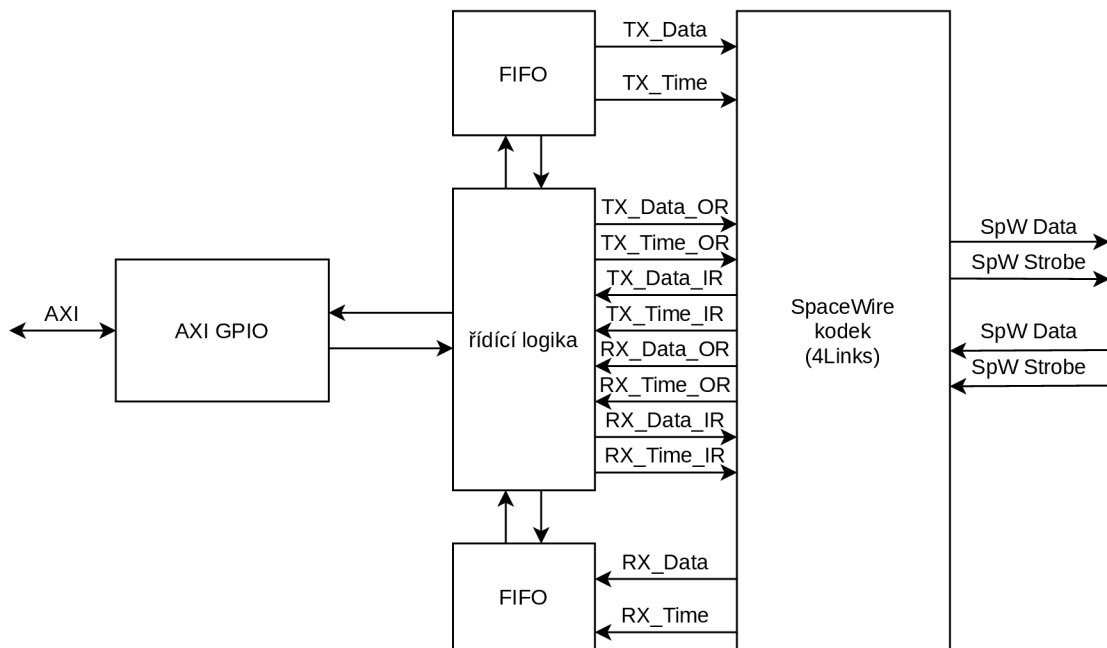 FIFO
TX_Data
TX_Time
TX_Data_OR
TX_Time_OR
TX_Data_IR
TX_Time_IR
RX_Data_OR
RX_Time_OR
RX_Data_IR
RX_Time_IR
AXI
AXI GPIO
řídící logika
SpaceWire
kodek
(4Links)
SpW Data
SpW Strobe
SpW Data
SpW Strobe
FIFO
RX_Data
RX_Time